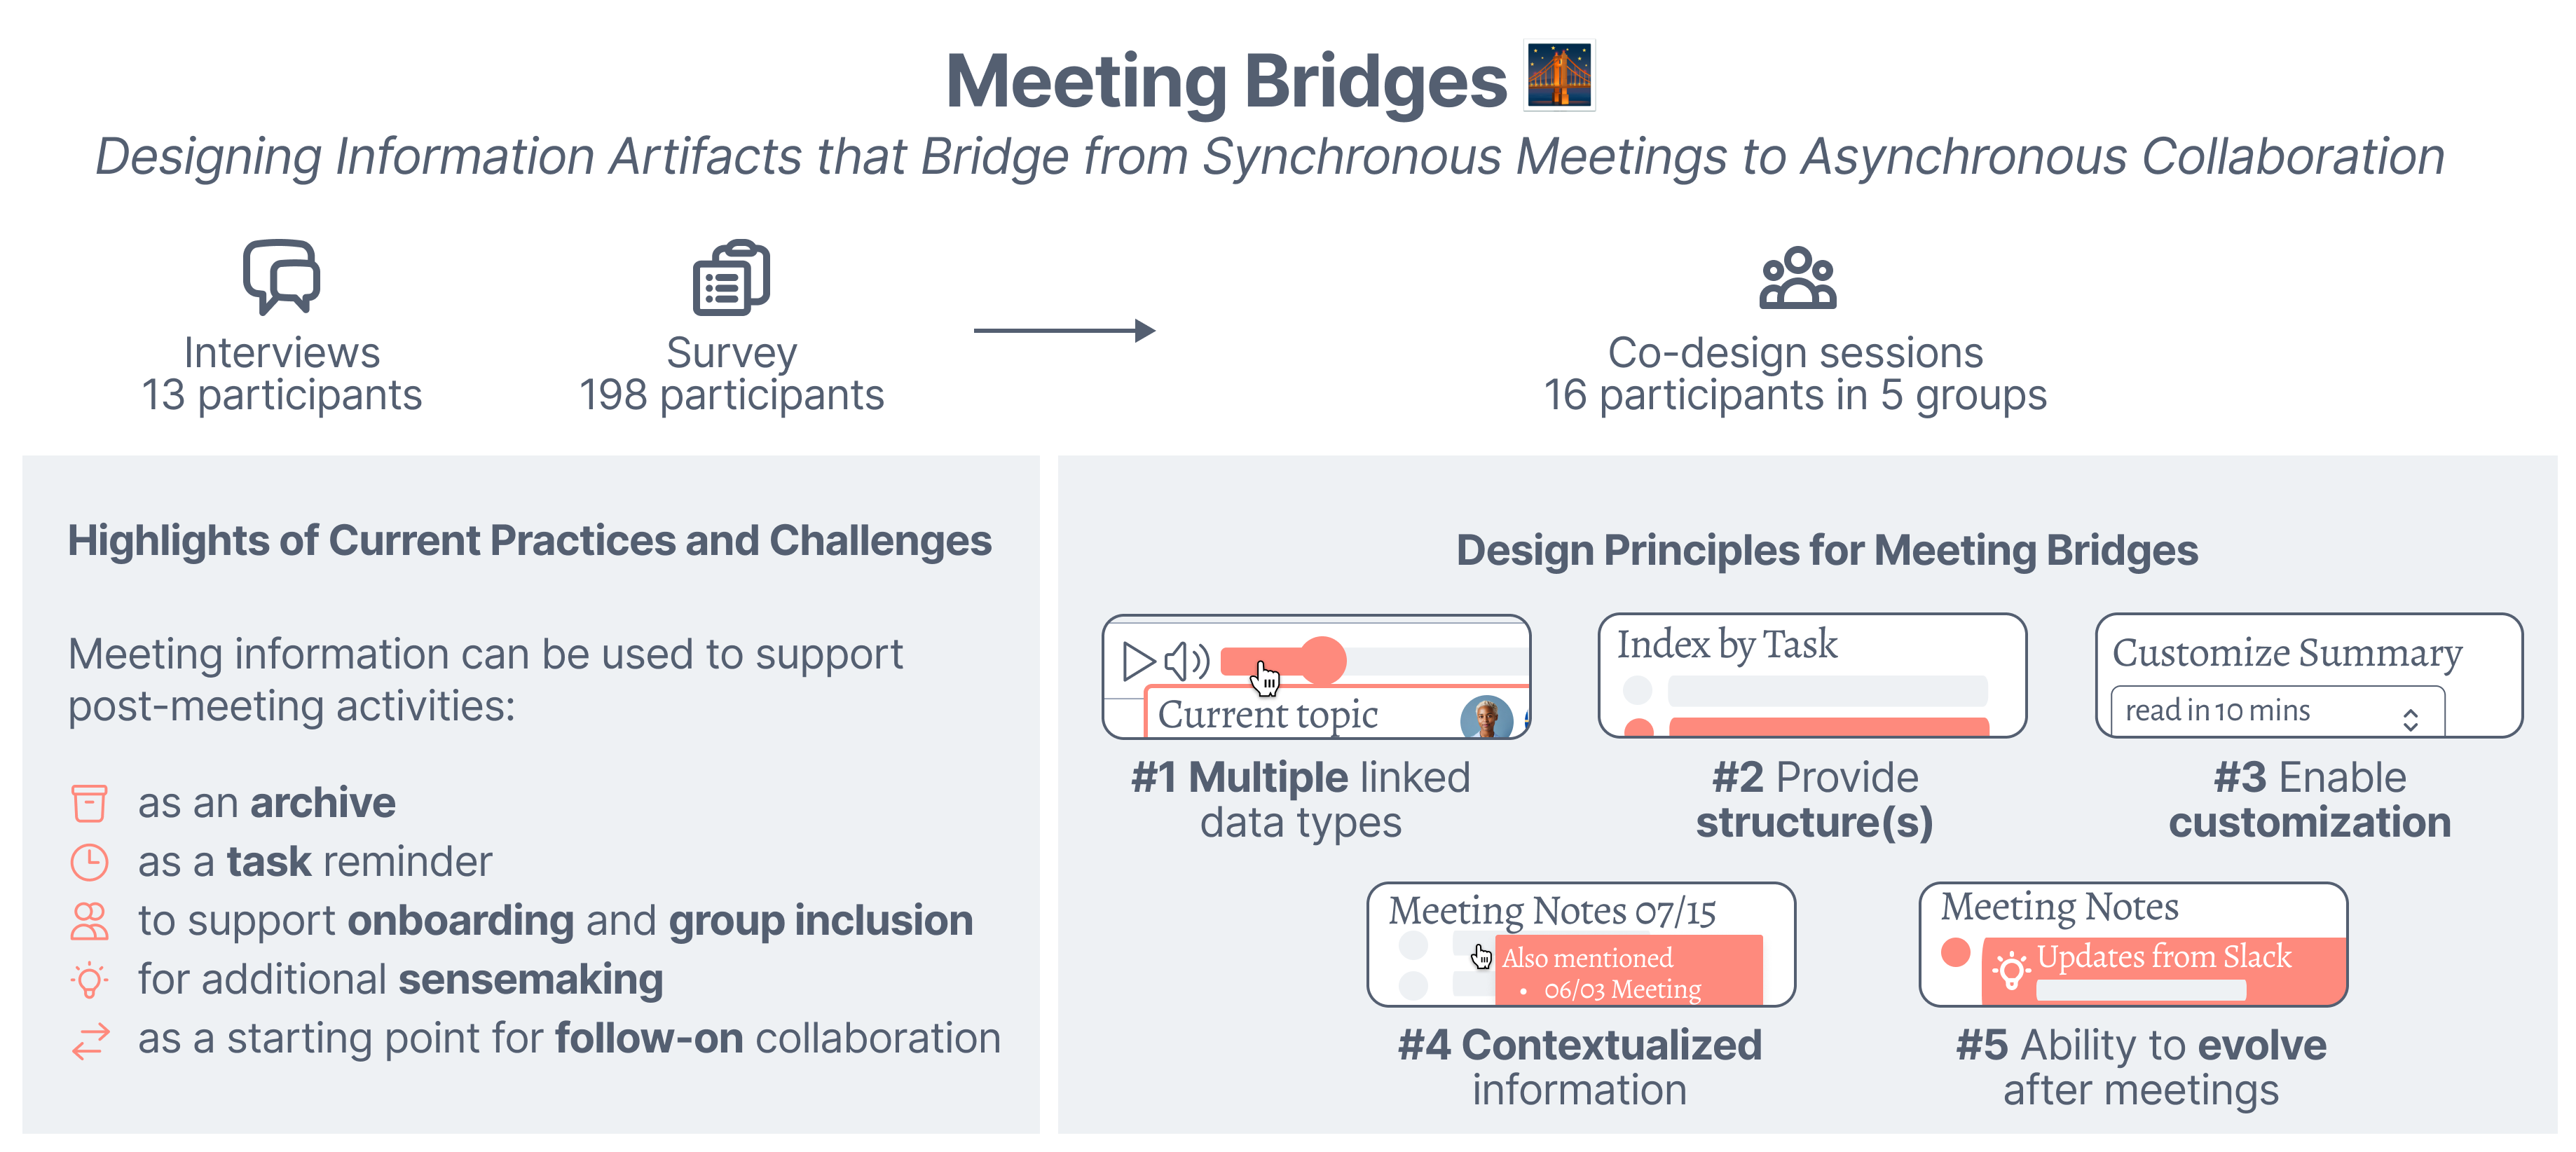 Meeting Bridges
Designing Information Artifacts that Bridge from Synchronous Meetings to Asynchronous Collaboration
Interviews
13 participants
Survey
198 participants
Co-design sessions
16 participants in 5 groups
Highlights of Current Practices and Challenges
Meeting information can be used to support
post-meeting activities:
as an archive
as a task reminder
to support onboarding and group inclusion
for additional sensemaking
as a starting point for follow-on collaboration
Design Principles for Meeting Bridges
Current topic
#1 Multiple linked
data types
Index by Task
#2 Provide
structure(s)
Customize Summary
read in 10 mins
#3 Enable
customization
Meeting Notes 07/15
Also mentioned
• 06/03 Meeting
#4 Contextualized
information
Meeting Notes
Updates from Slack
#5 Ability to evolve
after meetings